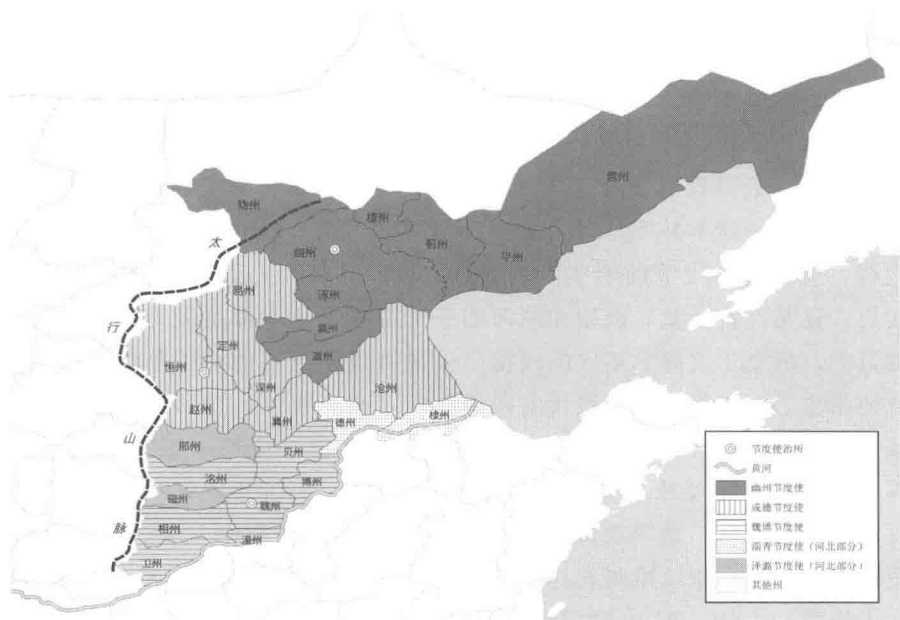 妫州
营州
檀州
太
幽州
蓟州
平州
涿州
易州
莫州
行
定州
瀛州
恒州
深州
沧州
赵州
冀州
德州
棣州
山
邢州
贝州
洺州
博州
磁州
魏州
脉
相州
澶州
卫州
节度使治所
黄河
幽州节度使
成德节度使
魏博节度使
淄青节度使（河北部分）
泽潞节度使（河北部分）
其他州